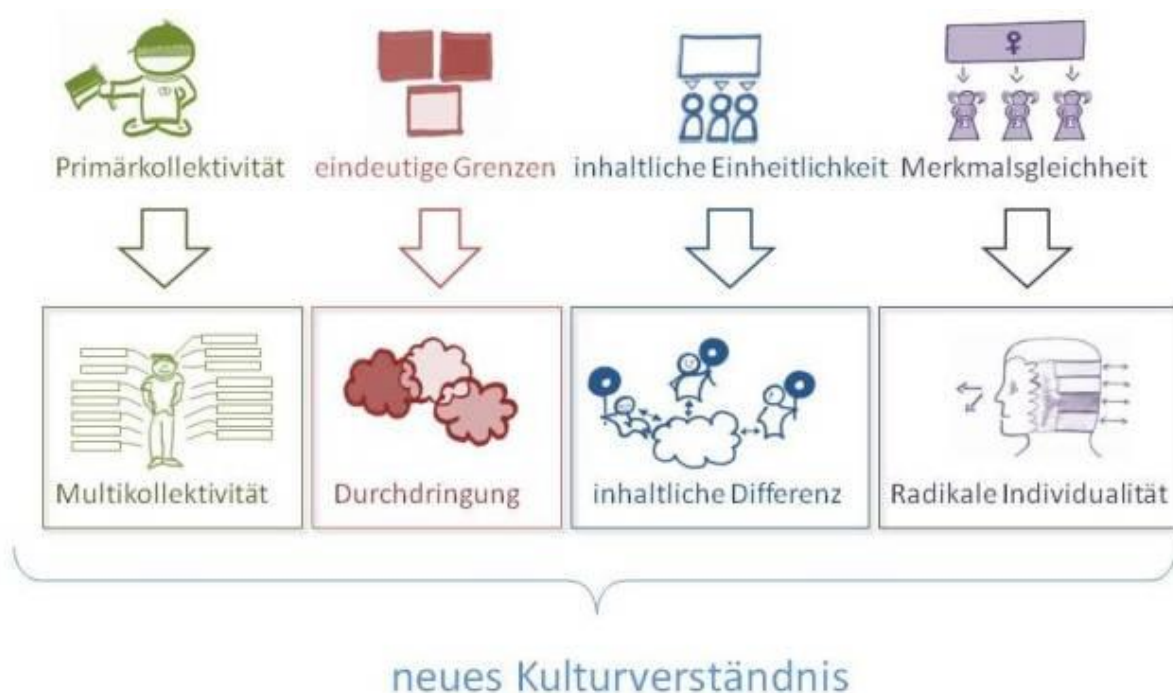 Primärkollektivität eindeutige Grenzen inhaltliche Einheitlichkeit Merkmalsgleichheit
Multikollektivität Durchdringung inhaltliche Differenz Radikale Individualität
neues Kulturverständnis